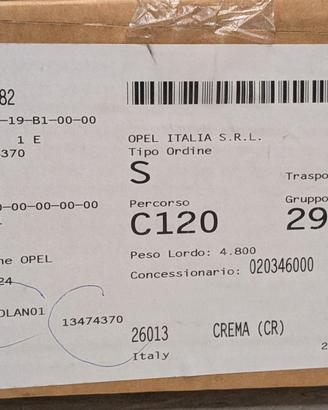 82
-19-B1-00-00
1 E
370
OPEL ITALIA S.R.L.
Tipo Ordine
S
Traspo
-00-00-00-00
Percorso
Gruppo
C120
29
ne OPEL
Peso Lordo: 4.800
24
Concessionario: 020346000
OLAN01
13474370
26013
CREMA (CR)
Italy
2